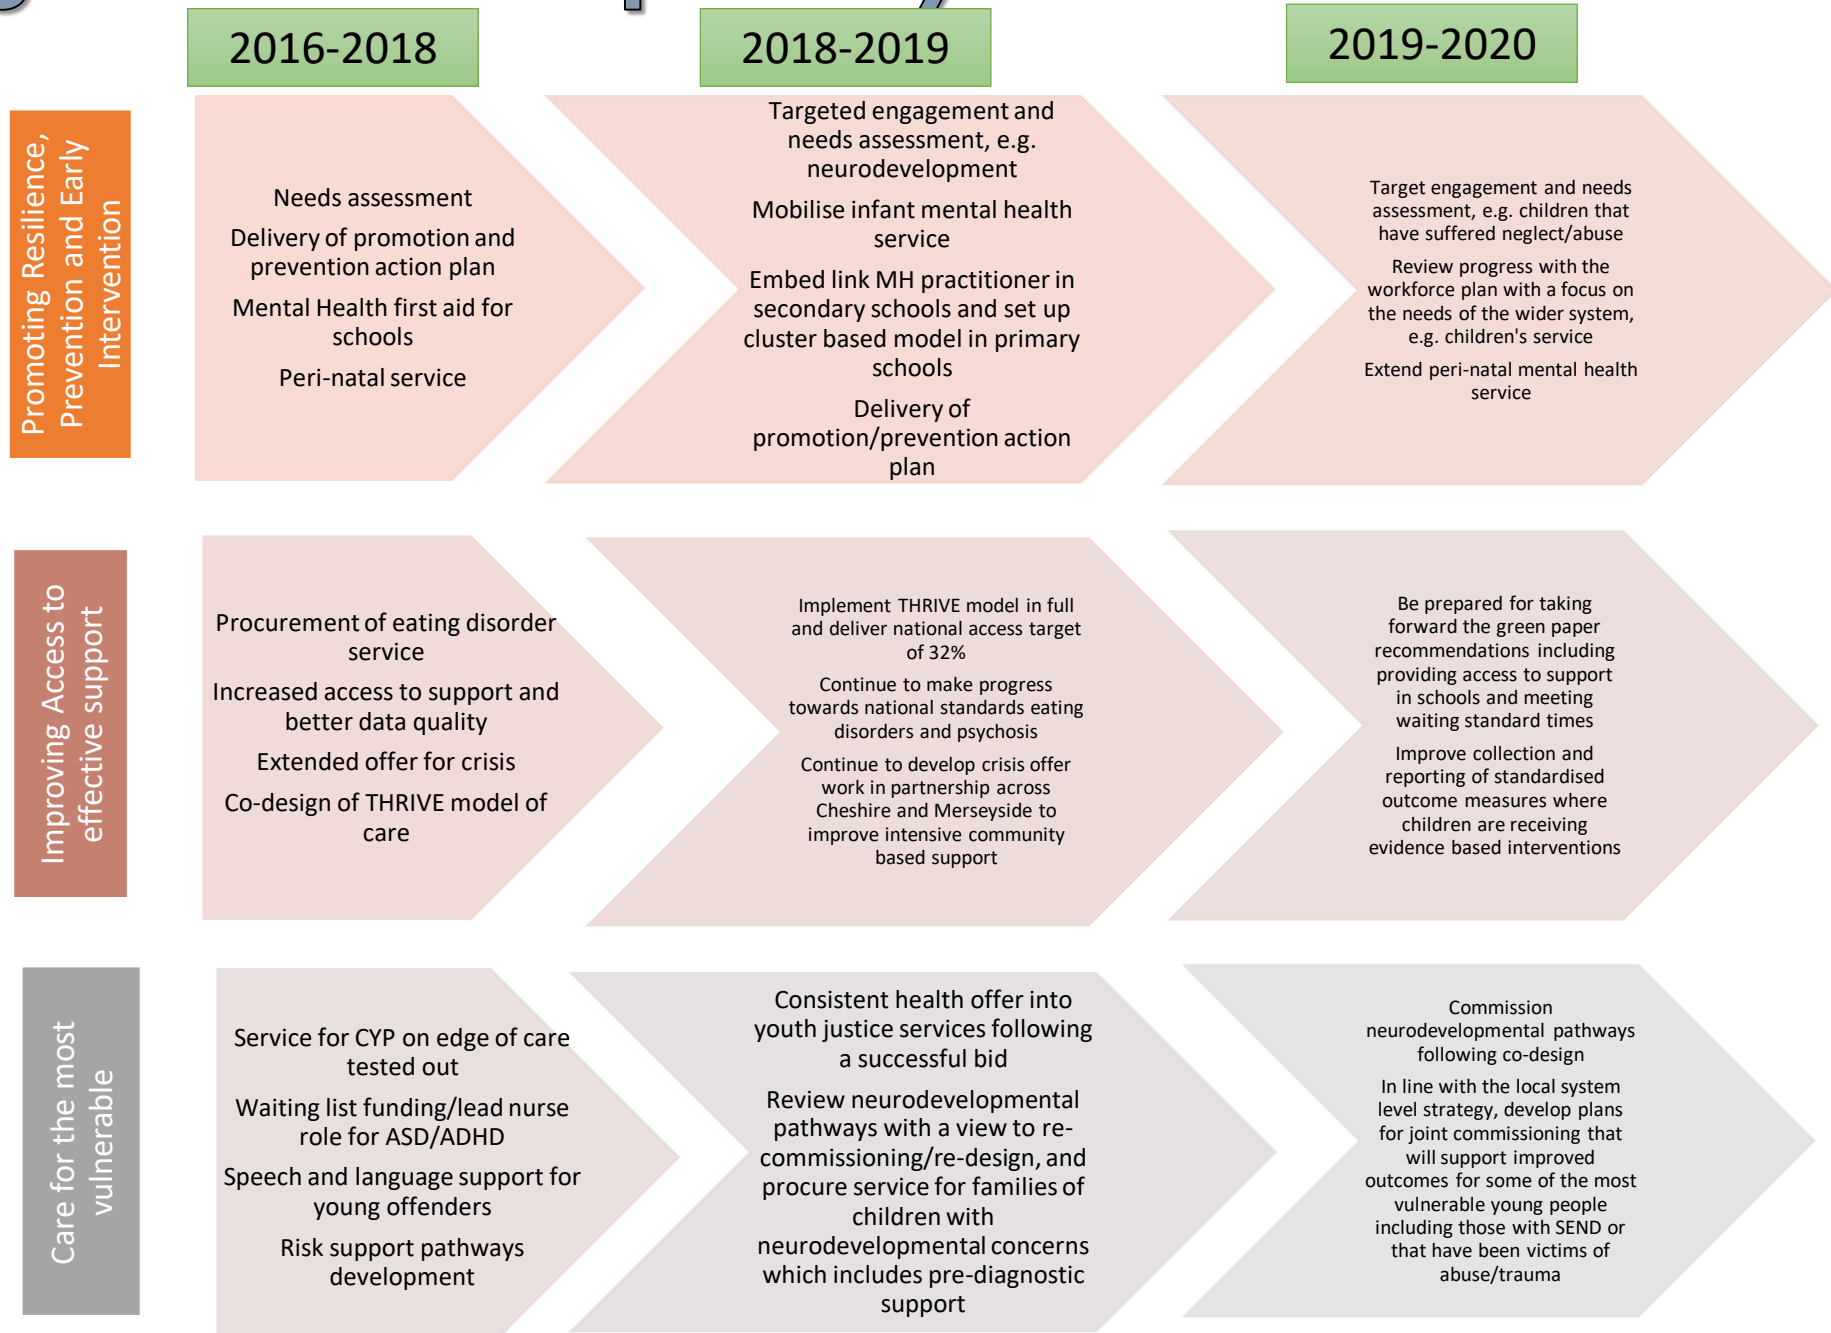 2016-2018
2018-2019
2019-2020
Promoting Resilience,
Prevention and Early
Intervention
Needs assessment
Delivery of promotion and
prevention action plan
Mental Health first aid for
schools
Peri-natal service
Targeted engagement and
needs assessment, e.g.
neurodevelopment
Mobilise infant mental health
service
Embed link MH practitioner in
secondary schools and set up
cluster based model in primary
schools
Delivery of
promotion/prevention action
plan
Target engagement and needs
assessment, e.g. children that
have suffered neglect/abuse
Review progress with the
workforce plan with a focus on
the needs of the wider system,
e.g. children's service
Extend peri-natal mental health
service
Improving Access to
effective support
Procurement of eating disorder
service
Increased access to support and
better data quality
Extended offer for crisis
Co-design of THRIVE model of
care
Implement THRIVE model in full
and deliver national access target
of 32%
Continue to make progress
towards national standards eating
disorders and psychosis
Continue to develop crisis offer
work in partnership across
Cheshire and Merseyside to
improve intensive community
based support
Be prepared for taking
forward the green paper
recommendations including
providing access to support
in schools and meeting
waiting standard times
Improve collection and
reporting of standardised
outcome measures where
children are receiving
evidence based interventions
Care for the most
vulnerable
Service for CYP on edge of care
tested out
Waiting list funding/lead nurse
role for ASD/ADHD
Speech and language support for
young offenders
Risk support pathways
development
Consistent health offer into
youth justice services following
a successful bid
Review neurodevelopmental
pathways with a view to re-
commissioning/re-design, and
procure service for families of
children with
neurodevelopmental concerns
which includes pre-diagnostic
support
Commission
neurodevelopmental pathways
following co-design
In line with the local system
level strategy, develop plans
for joint commissioning that
will support improved
outcomes for some of the most
vulnerable young people
including those with SEND or
that have been victims of
abuse/trauma